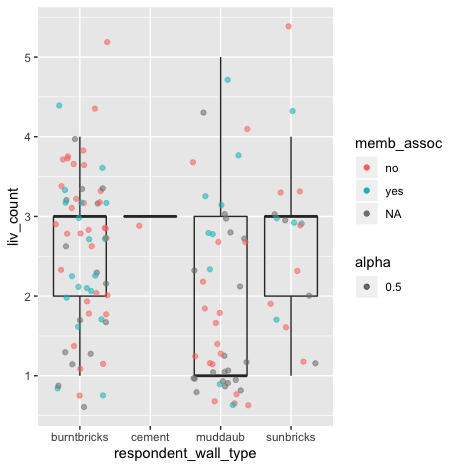 5
4
3
2
1
liv_count
burntbricks cement muddaub sunbricks
respondent_wall_type
memb_assoc
no
yes
NA
alpha
0.5